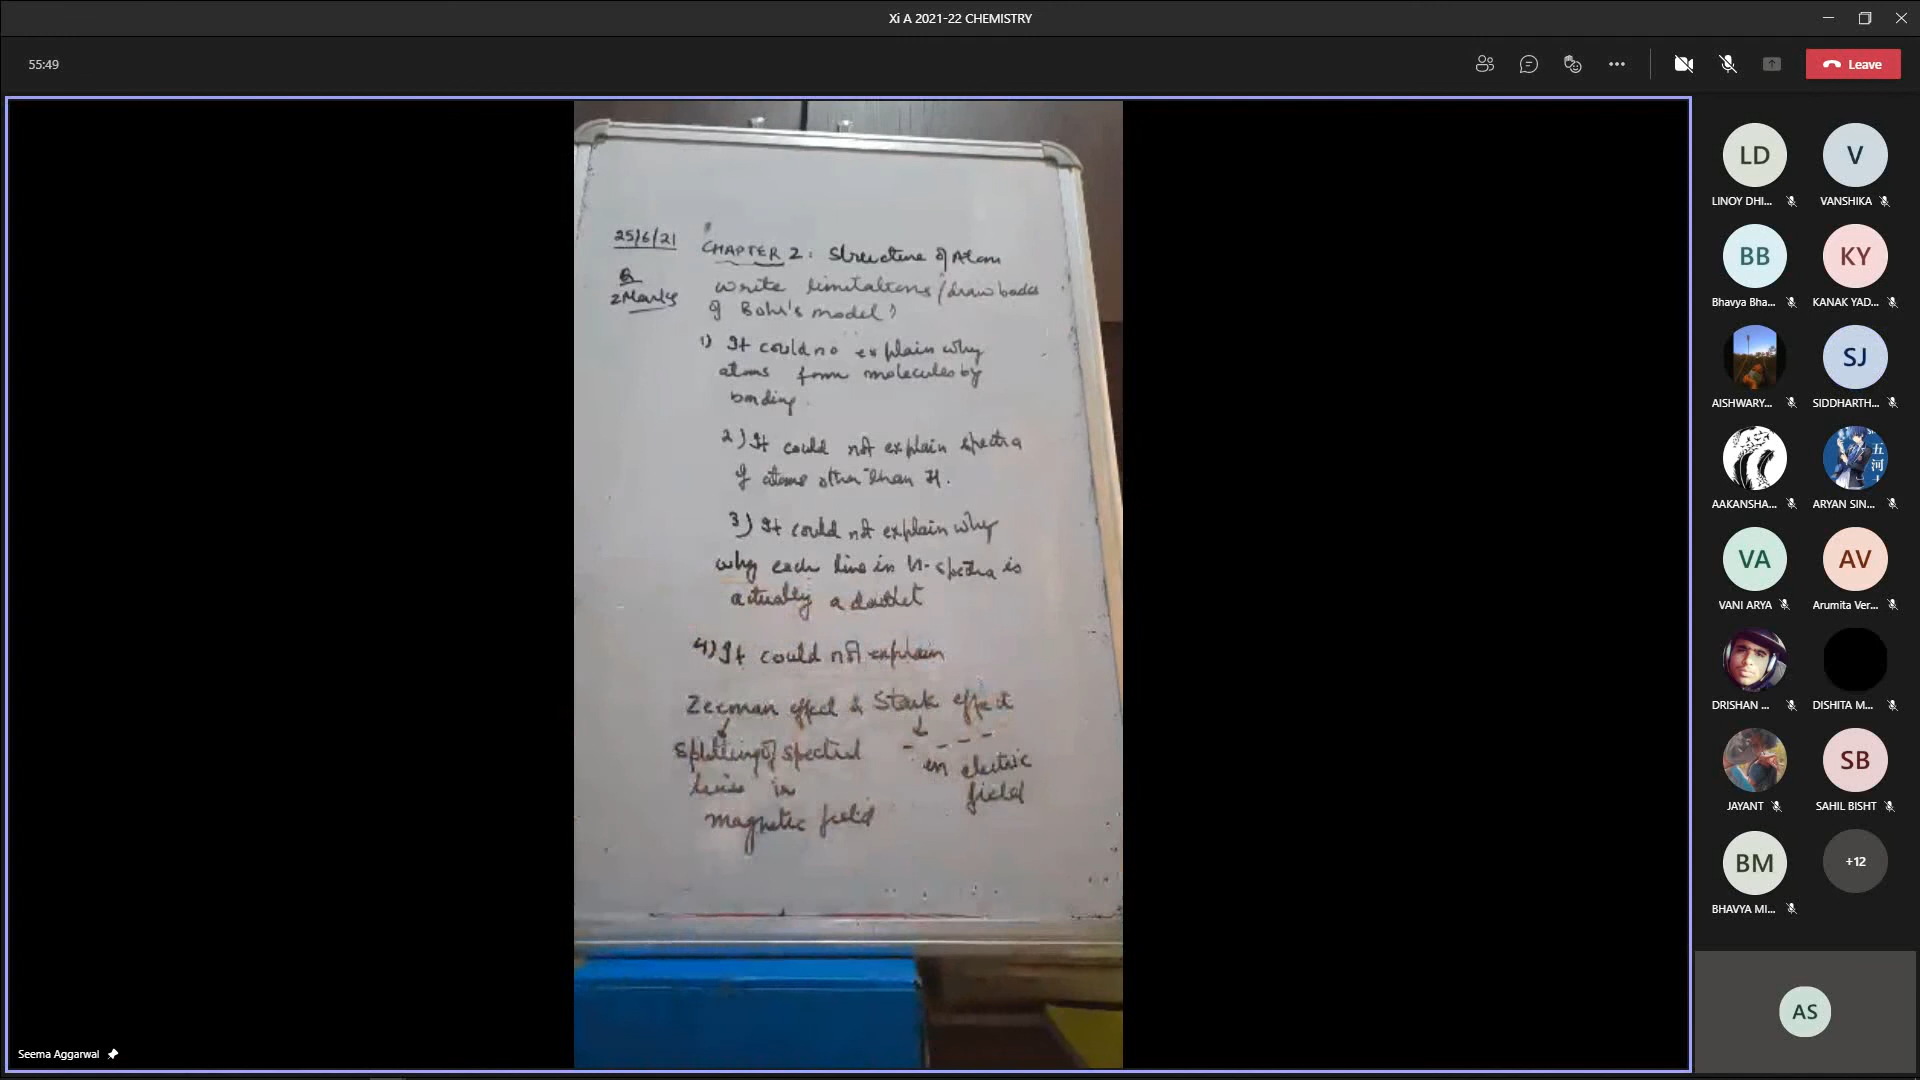 Xi A 2021-22 CHEMISTRY
55:49
Leave
25/6/21
CHAPTER 2: Structure of Atom
Q
2 Marks
write limitations/drawbacks
of Bohr's model?
1) It could no explain why
atoms form molecules by
bonding.
2) It could not explain spectra
of atoms other than H.
3) It could not explain why
why each line in H-spectra is
actually a doublet
4) It could not explain
Zeeman effect & Stark effect
splitting of spectral
lines in
magnetic field
in electric
field
Seema Aggarwal
LD
LINOY DHI...
V
VANSHIKA
BB
Bhavya Bha...
KY
KANAK YAD...
AISHWARY...
SJ
SIDDHARTH...
AAKANSHA...
五
河
ARYAN SIN...
VA
VANI ARYA
AV
Arumita Ver...
DRISHAN ...
DISHITA M...
JAYANT
SB
SAHIL BISHT
BM
BHAVYA MI...
+12
AS